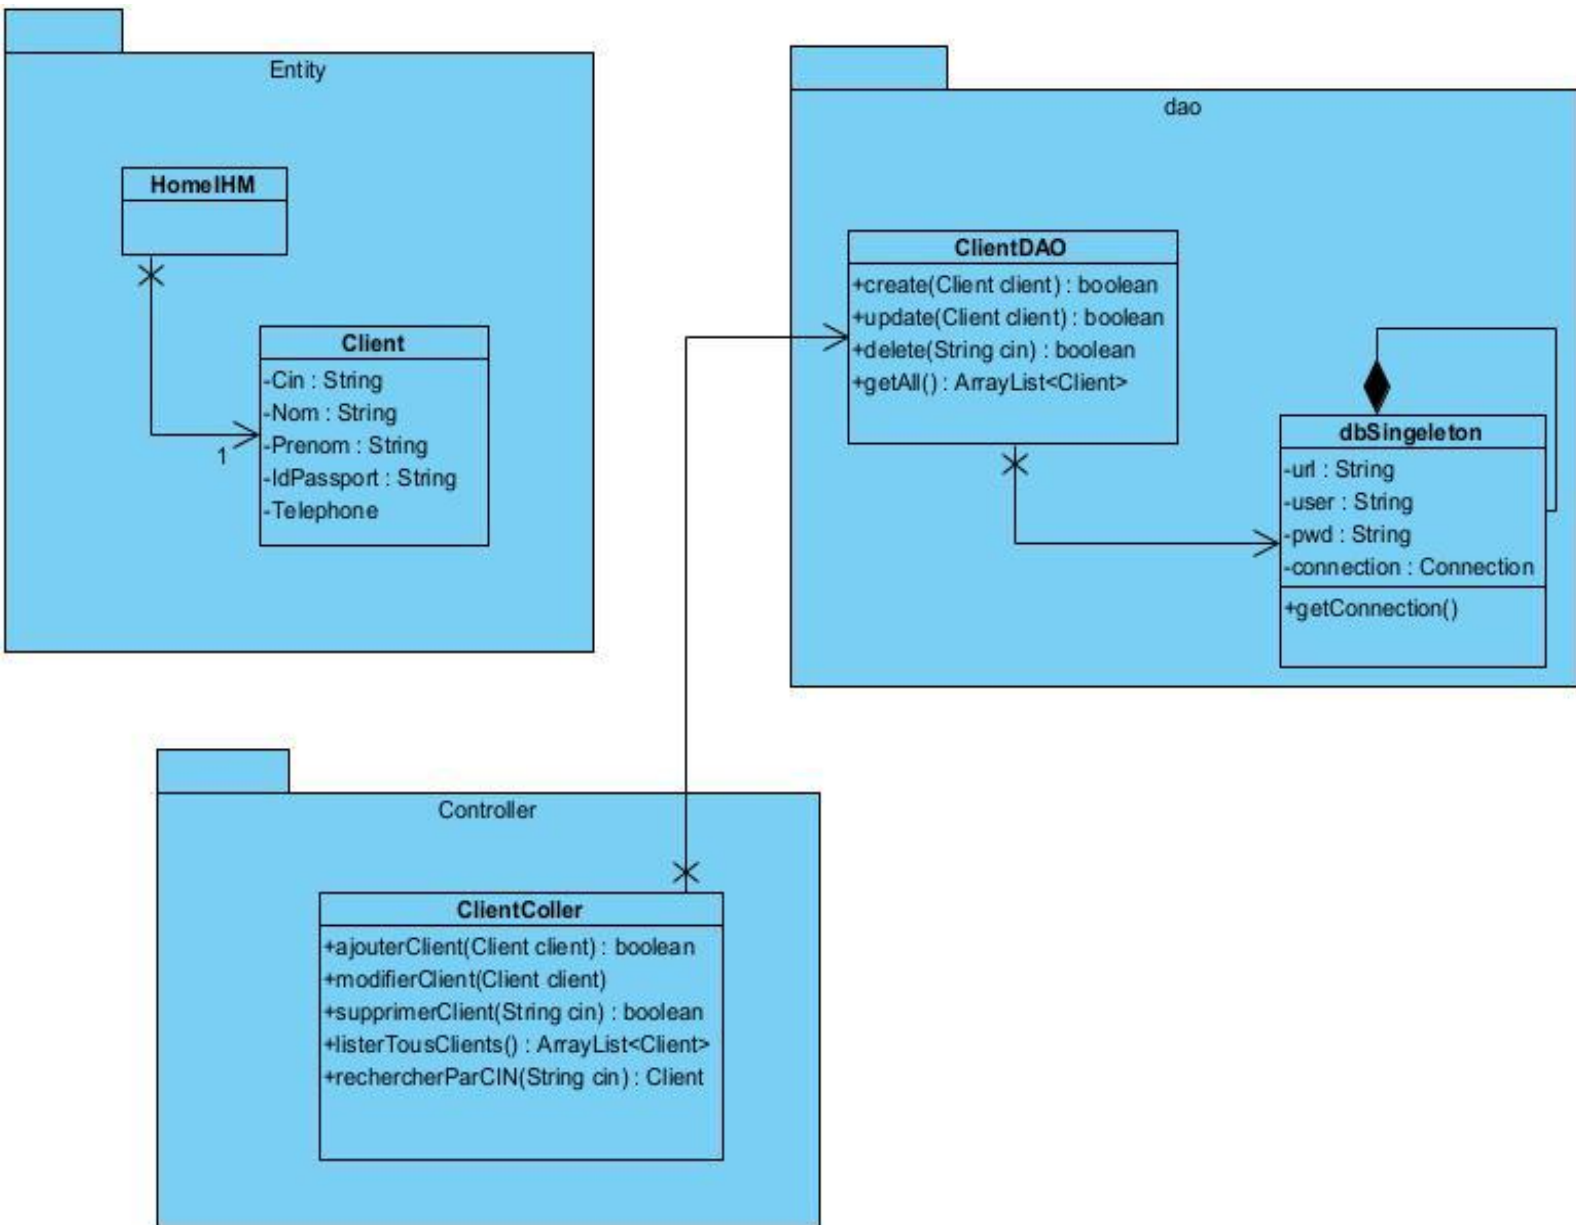 Entity
HomeIHM
Client
-Cin : String
-Nom : String
-Prenom : String
-IdPassport : String
-Telephone
1
dao
ClientDAO
+create(Client client) : boolean
+update(Client client) : boolean
+delete(String cin) : boolean
+getAll() : ArrayList<Client>
dbSingeleton
-url : String
-user : String
-pwd : String
-connection : Connection
+getConnection()
Controller
ClientColler
+ajouterClient(Client client) : boolean
+modifierClient(Client client)
+supprimerClient(String cin) : boolean
+listerTousClients() : ArrayList<Client>
+rechercherParCIN(String cin) : Client